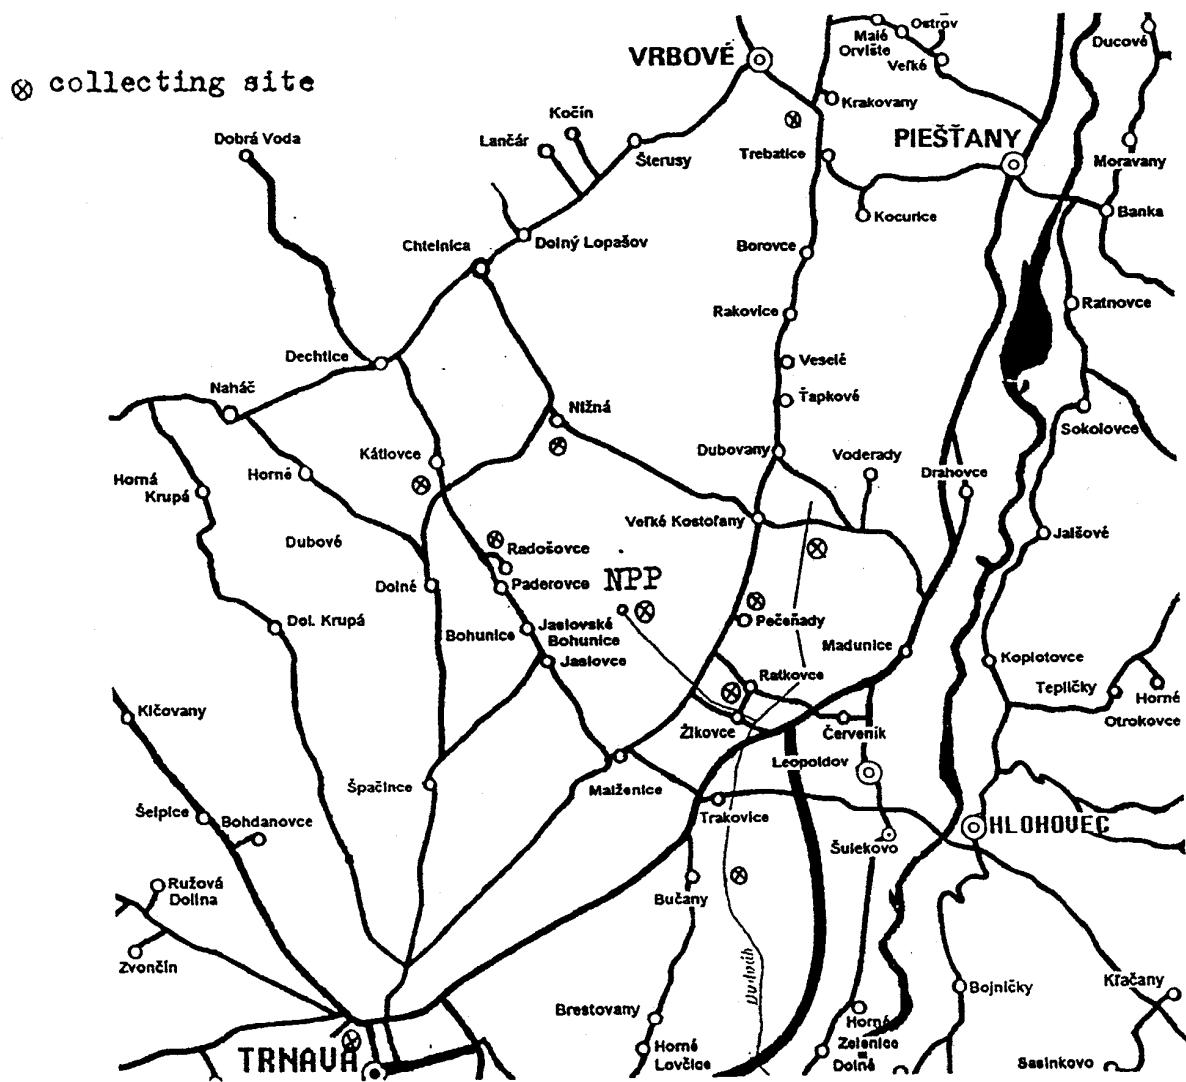 VRBOVÉ
Malé
Orvište
Ostrov
Veľké
Ducové
collecting site
Krakovany
Kočín
Lančár
Dobrá Voda
Šterusy
Trebatice
PIEŠŤANY
Moravany
Kocurice
Banka
Chtelnica
Dolný Lopašov
Borovce
Rakovice
Ratnovce
Dechtice
Veselé
Ťapkové
Naháč
Nižná
Sokolovce
Kátlovce
Dubovany
Voderady
Drahovce
Horná
Krupá
Horné
Veľké Kostoľany
Jalšové
Dubové
Radošovce
Dolné
Paderovce
NPP
Dol. Krupá
Bohunice
Jaslovské
Bohunice
Jaslovce
Pečeňady
Madunice
Koplotovce
Ratkovce
Tepličky
Horné
Otrokovce
Klčovany
Žlkovce
Červeník
Leopoldov
Špačince
Malženice
Trakovice
Šelpice
Bohdanovce
HLOHOVEC
Šulekovo
Ružová
Dolina
Bučany
Zvončín
Dudváh
Bojničky
Kľačany
Brestovany
Horné
Zelenice
Dolné
Horné
Lovčice
TRNAVA
Sasinkovo